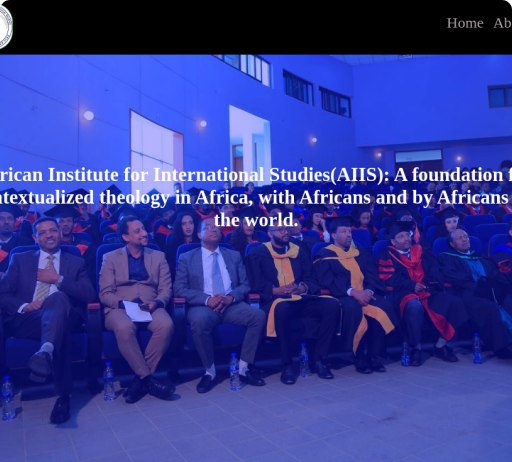 Home Ab
rican Institute for International Studies(AIIS): A foundation f
ntextualized theology in Africa, with Africans and by Africans
the world.